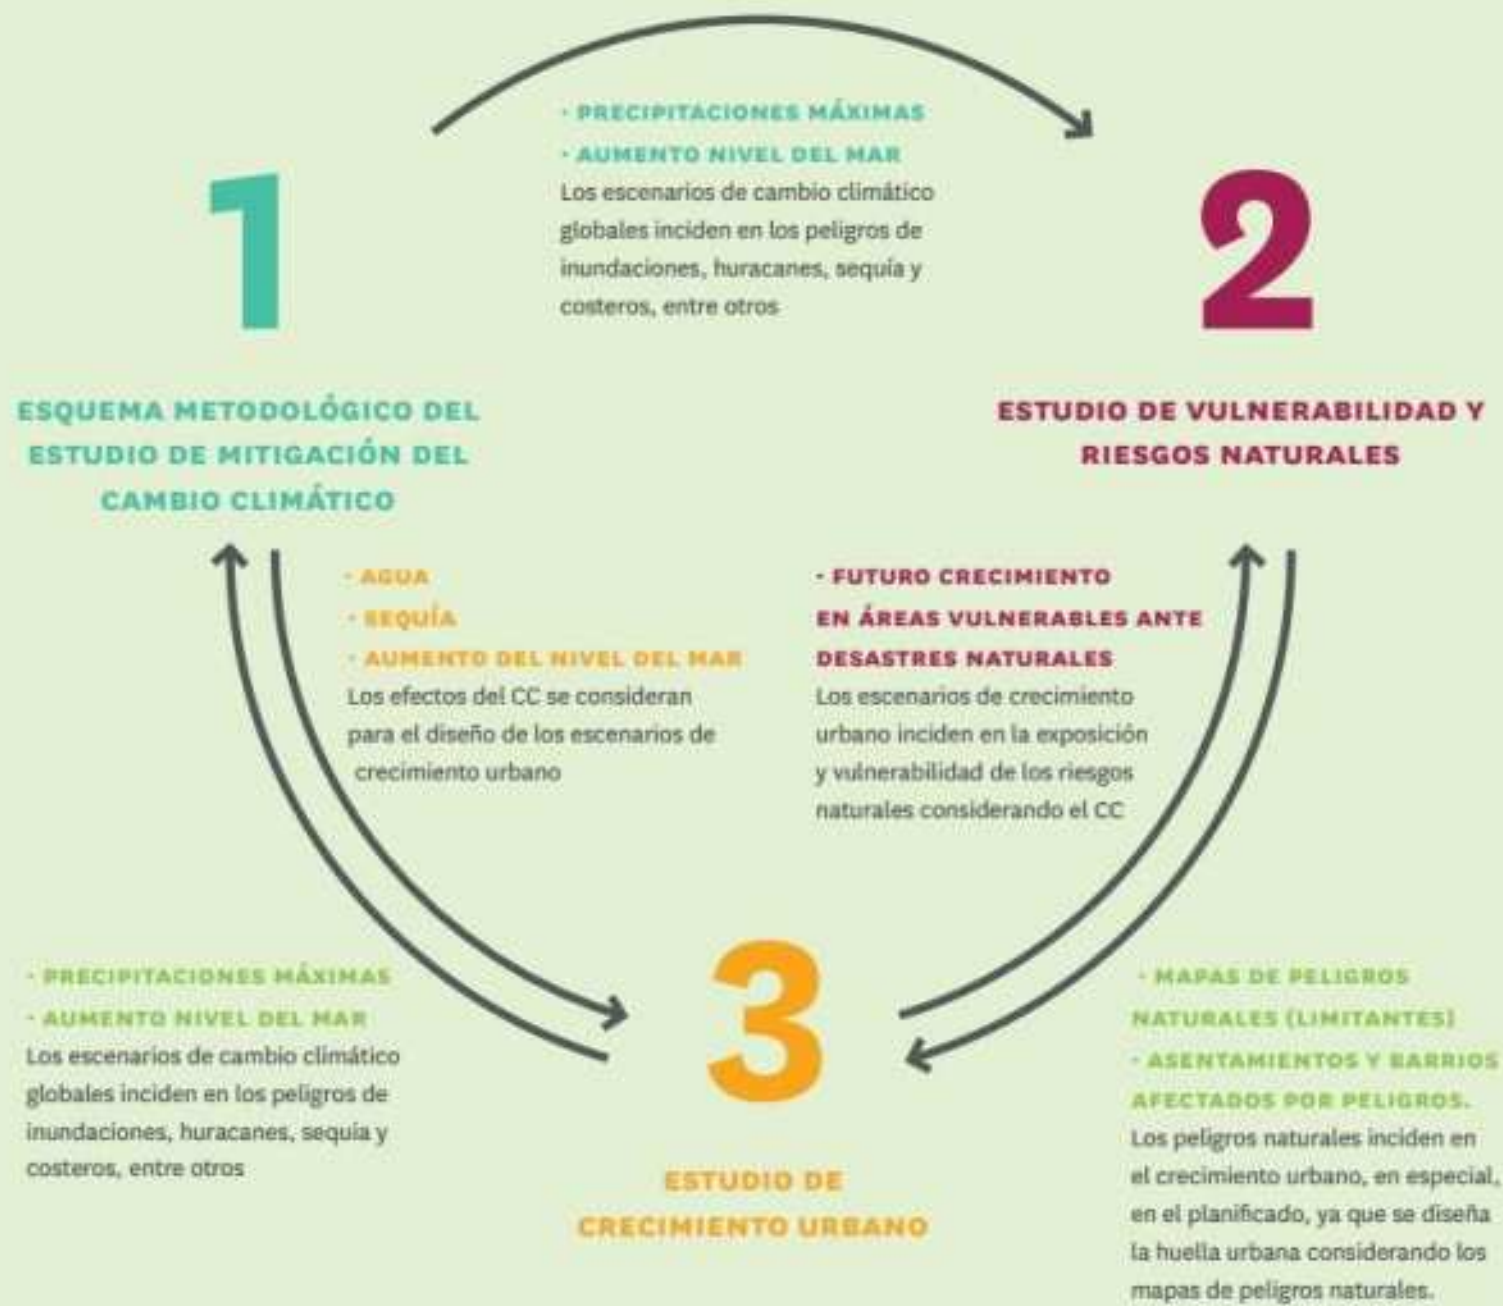 · PRECIPITACIONES MÁXIMAS
· AUMENTO NIVEL DEL MAR
Los escenarios de cambio climático
globales inciden en los peligros de
inundaciones, huracanes, sequía y
costeros, entre otros
1
ESQUEMA METODOLÓGICO DEL
ESTUDIO DE MITIGACIÓN DEL
CAMBIO CLIMÁTICO
2
ESTUDIO DE VULNERABILIDAD Y
RIESGOS NATURALES
· AGUA
· SEQUÍA
· AUMENTO DEL NIVEL DEL MAR
Los efectos del CC se consideran
para el diseño de los escenarios de
crecimiento urbano
· FUTURO CRECIMIENTO
EN ÁREAS VULNERABLES ANTE
DESASTRES NATURALES
Los escenarios de crecimiento
urbano inciden en la exposición
y vulnerabilidad de los riesgos
naturales considerando el CC
· PRECIPITACIONES MÁXIMAS
· AUMENTO NIVEL DEL MAR
Los escenarios de cambio climático
globales inciden en los peligros de
inundaciones, huracanes, sequía y
costeros, entre otros
3
ESTUDIO DE
CRECIMIENTO URBANO
· MAPAS DE PELIGROS
NATURALES (LIMITANTES)
· ASENTAMIENTOS Y BARRIOS
AFECTADOS POR PELIGROS.
Los peligros naturales inciden en
el crecimiento urbano, en especial,
en el planificado, ya que se diseña
la huella urbana considerando los
mapas de peligros naturales.